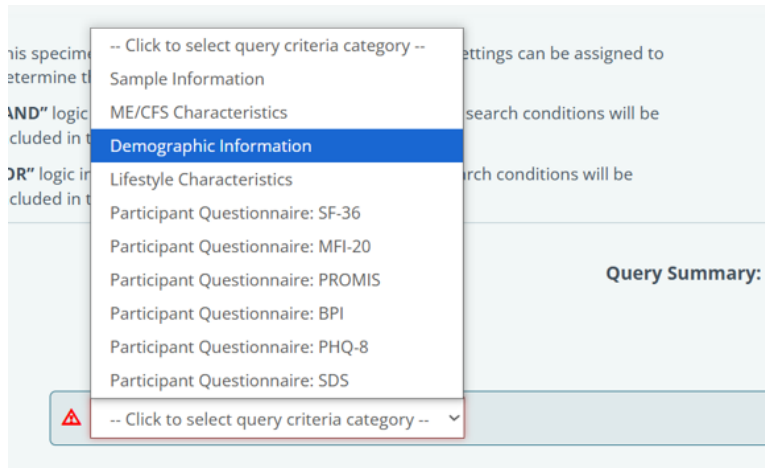 his specime
-- Click to select query criteria category --
ettings can be assigned to
etermine th
Sample Information
AND” logic
ME/CFS Characteristics
search conditions will be
cluded in t
Demographic Information
OR” logic in
Lifestyle Characteristics
rch conditions will be
cluded in t
Participant Questionnaire: SF-36
Participant Questionnaire: MFI-20
Participant Questionnaire: PROMIS
Query Summary:
Participant Questionnaire: BPI
Participant Questionnaire: PHQ-8
Participant Questionnaire: SDS
-- Click to select query criteria category --